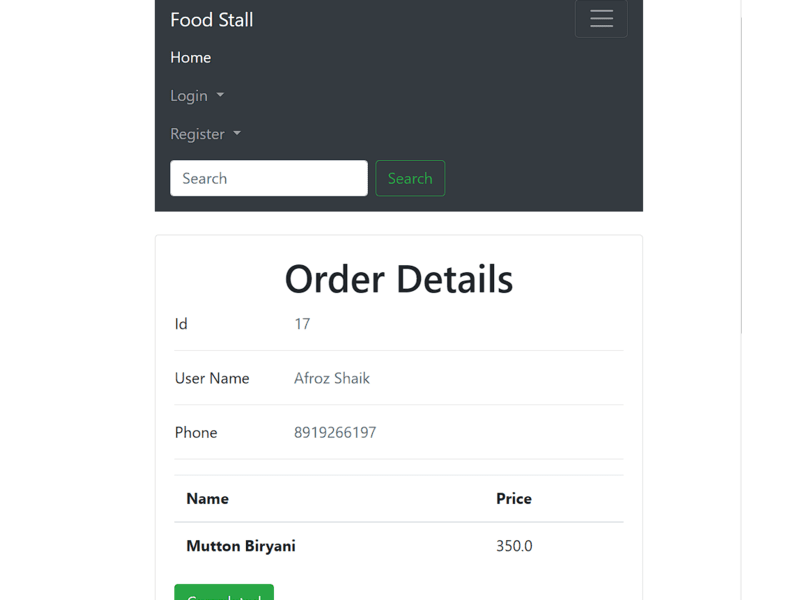 Food Stall
Home
Login
Register
Search Search
Order Details
Id 17
User Name Afroz Shaik
Phone 8919266197
Name Price
Mutton Biryani 350.0